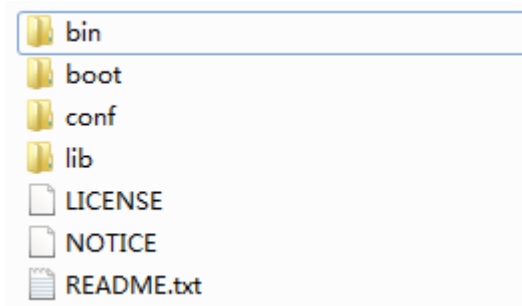 bin
boot
conf
lib
LICENSE
NOTICE
README.txt